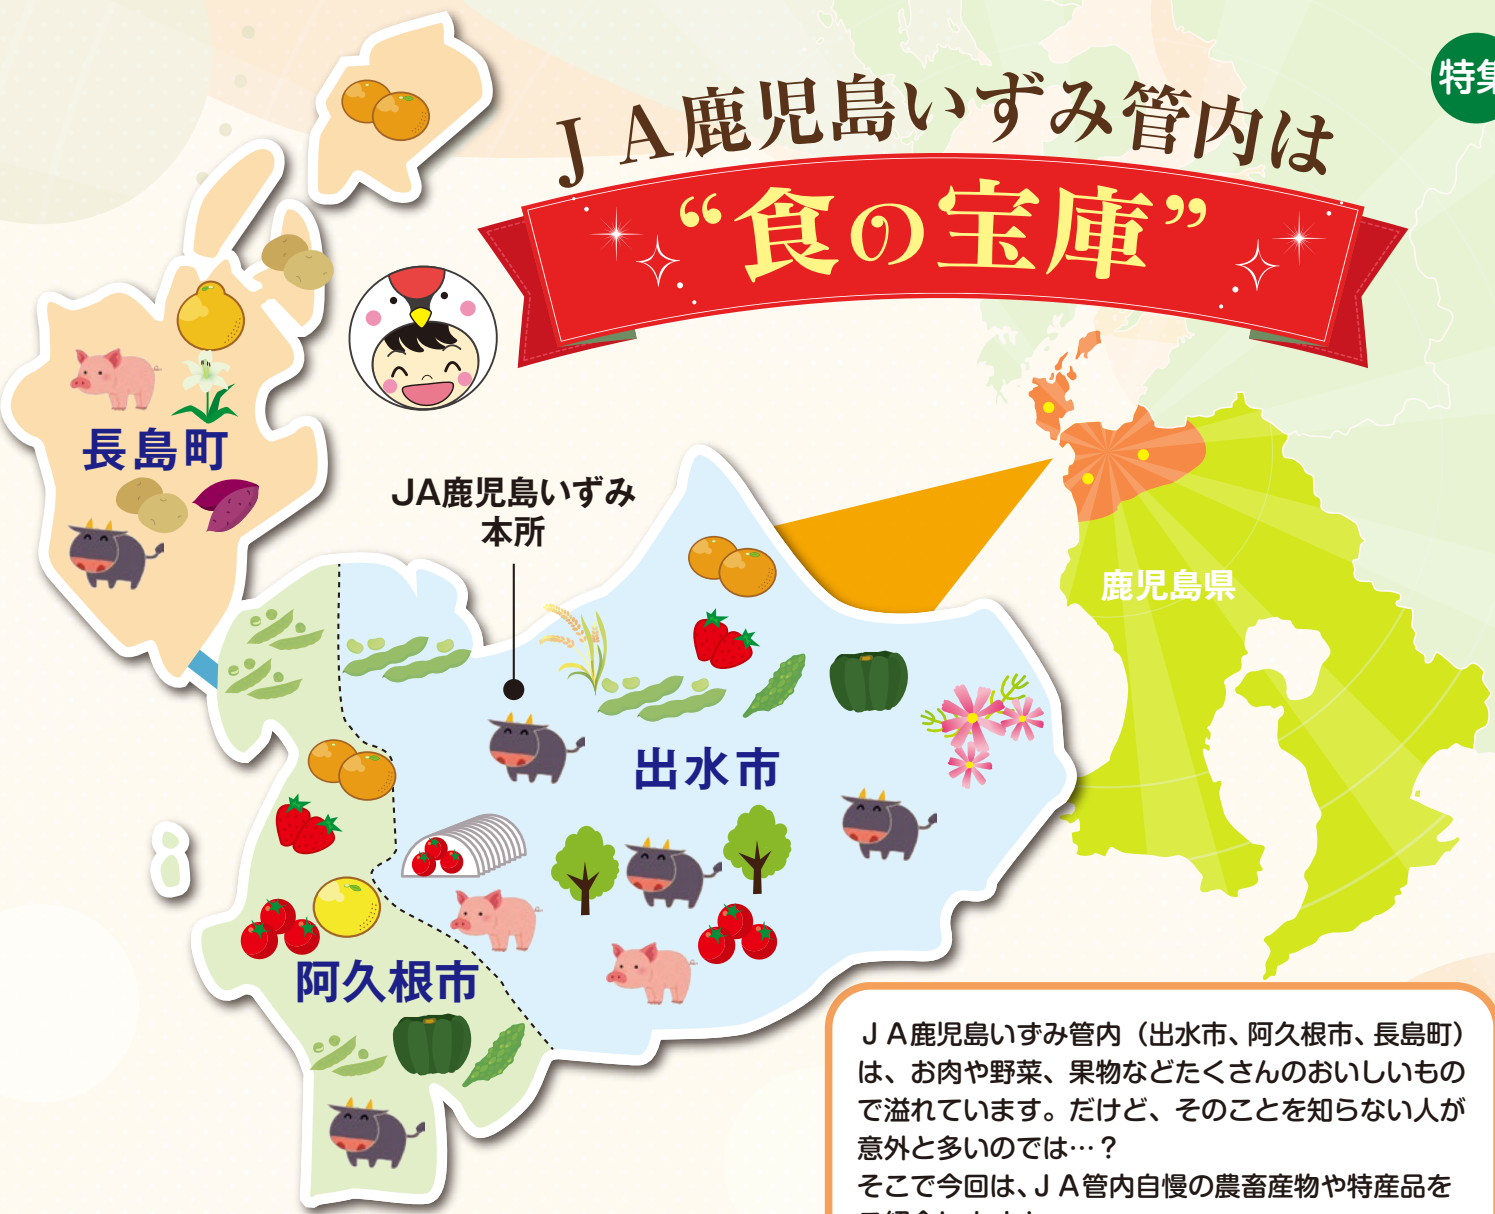 特集
ＪＡ鹿児島いずみ管内は
“食の宝庫”
長島町
JA鹿児島いずみ
本所
鹿児島県
出水市
阿久根市
ＪＡ鹿児島いずみ管内（出水市、阿久根市、長島町）
は、お肉や野菜、果物などたくさんのおいしいもの
で溢れています。だけど、そのことを知らない人が
意外と多いのでは…？
そこで今回は、ＪＡ管内自慢の農畜産物や特産品を